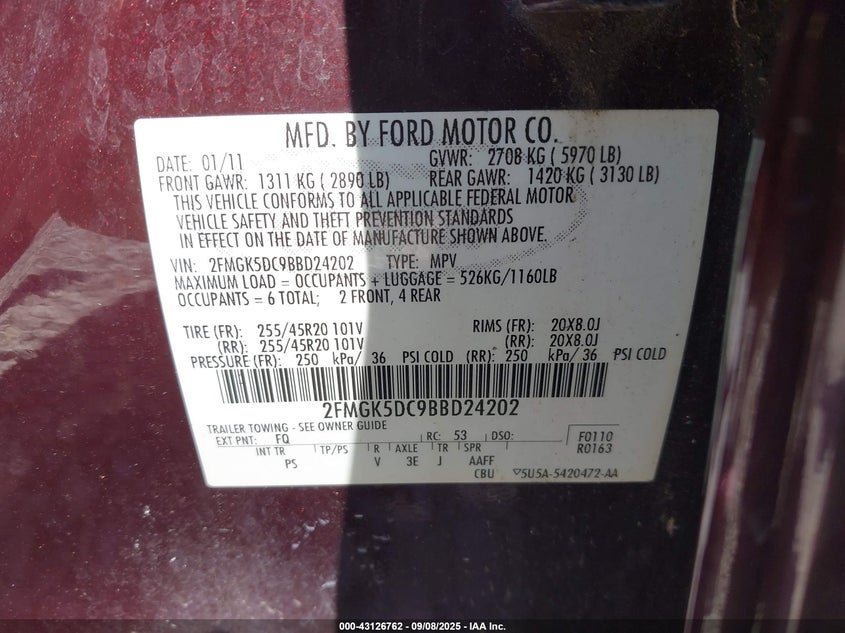 MFD. BY FORD MOTOR CO.
DATE: 01/11 GVWR: 2708 KG ( 5970 LB)
FRONT GAWR: 1311 KG ( 2890 LB) REAR GAWR: 1420 KG ( 3130 LB)
THIS VEHICLE CONFORMS TO ALL APPLICABLE FEDERAL MOTOR
VEHICLE SAFETY AND THEFT PREVENTION STANDARDS
IN EFFECT ON THE DATE OF MANUFACTURE SHOWN ABOVE.
VIN: 2FMGK5DC9BBD24202 TYPE: MPV
MAXIMUM LOAD = OCCUPANTS + LUGGAGE = 526KG/1160LB
OCCUPANTS = 6 TOTAL; 2 FRONT, 4 REAR
TIRE (FR): 255/45R20 101V RIMS (FR): 20X8.0J
(RR): 255/45R20 101V (RR): 20X8.0J
PRESSURE (FR): 250 kPa/ 36 PSI COLD (RR): 250 kPa/ 36 PSI COLD
2FMGK5DC9BBD24202
TRAILER TOWING - SEE OWNER GUIDE
EXT PNT: FQ RC: 53 DSO: F0110
INT TR TP/PS R AXLE TR SPR R0163
PS V 3E J AAFF
CBU 5U5A-5420472-AA
000-43126762 - 09/08/2025 - IAA Inc.